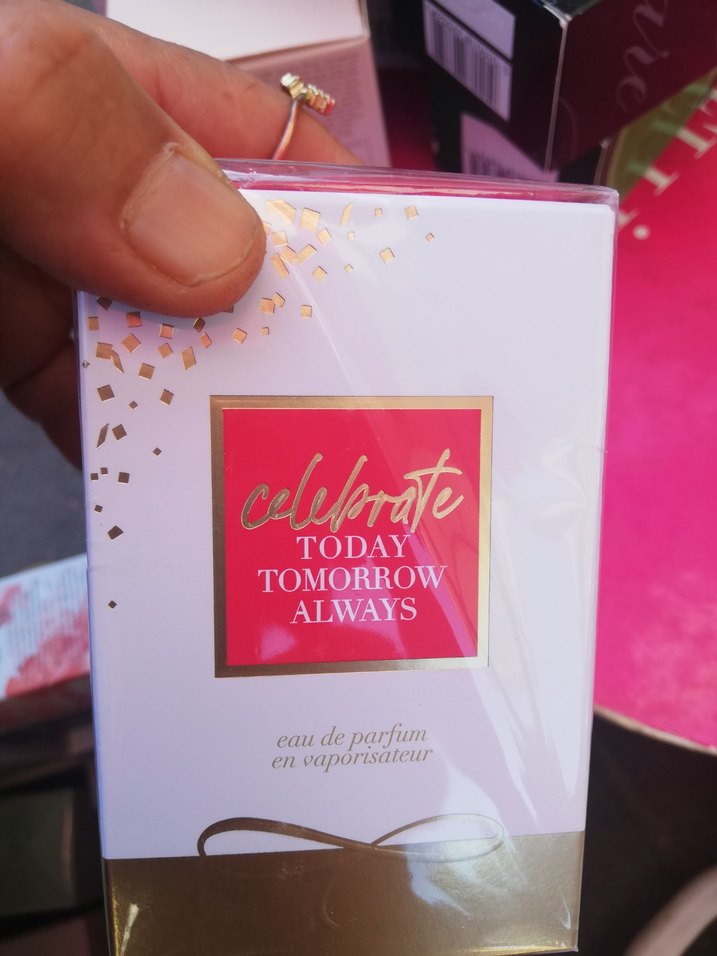 celebrate
TODAY
TOMORROW
ALWAYS
eau de parfum
en vaporisateur